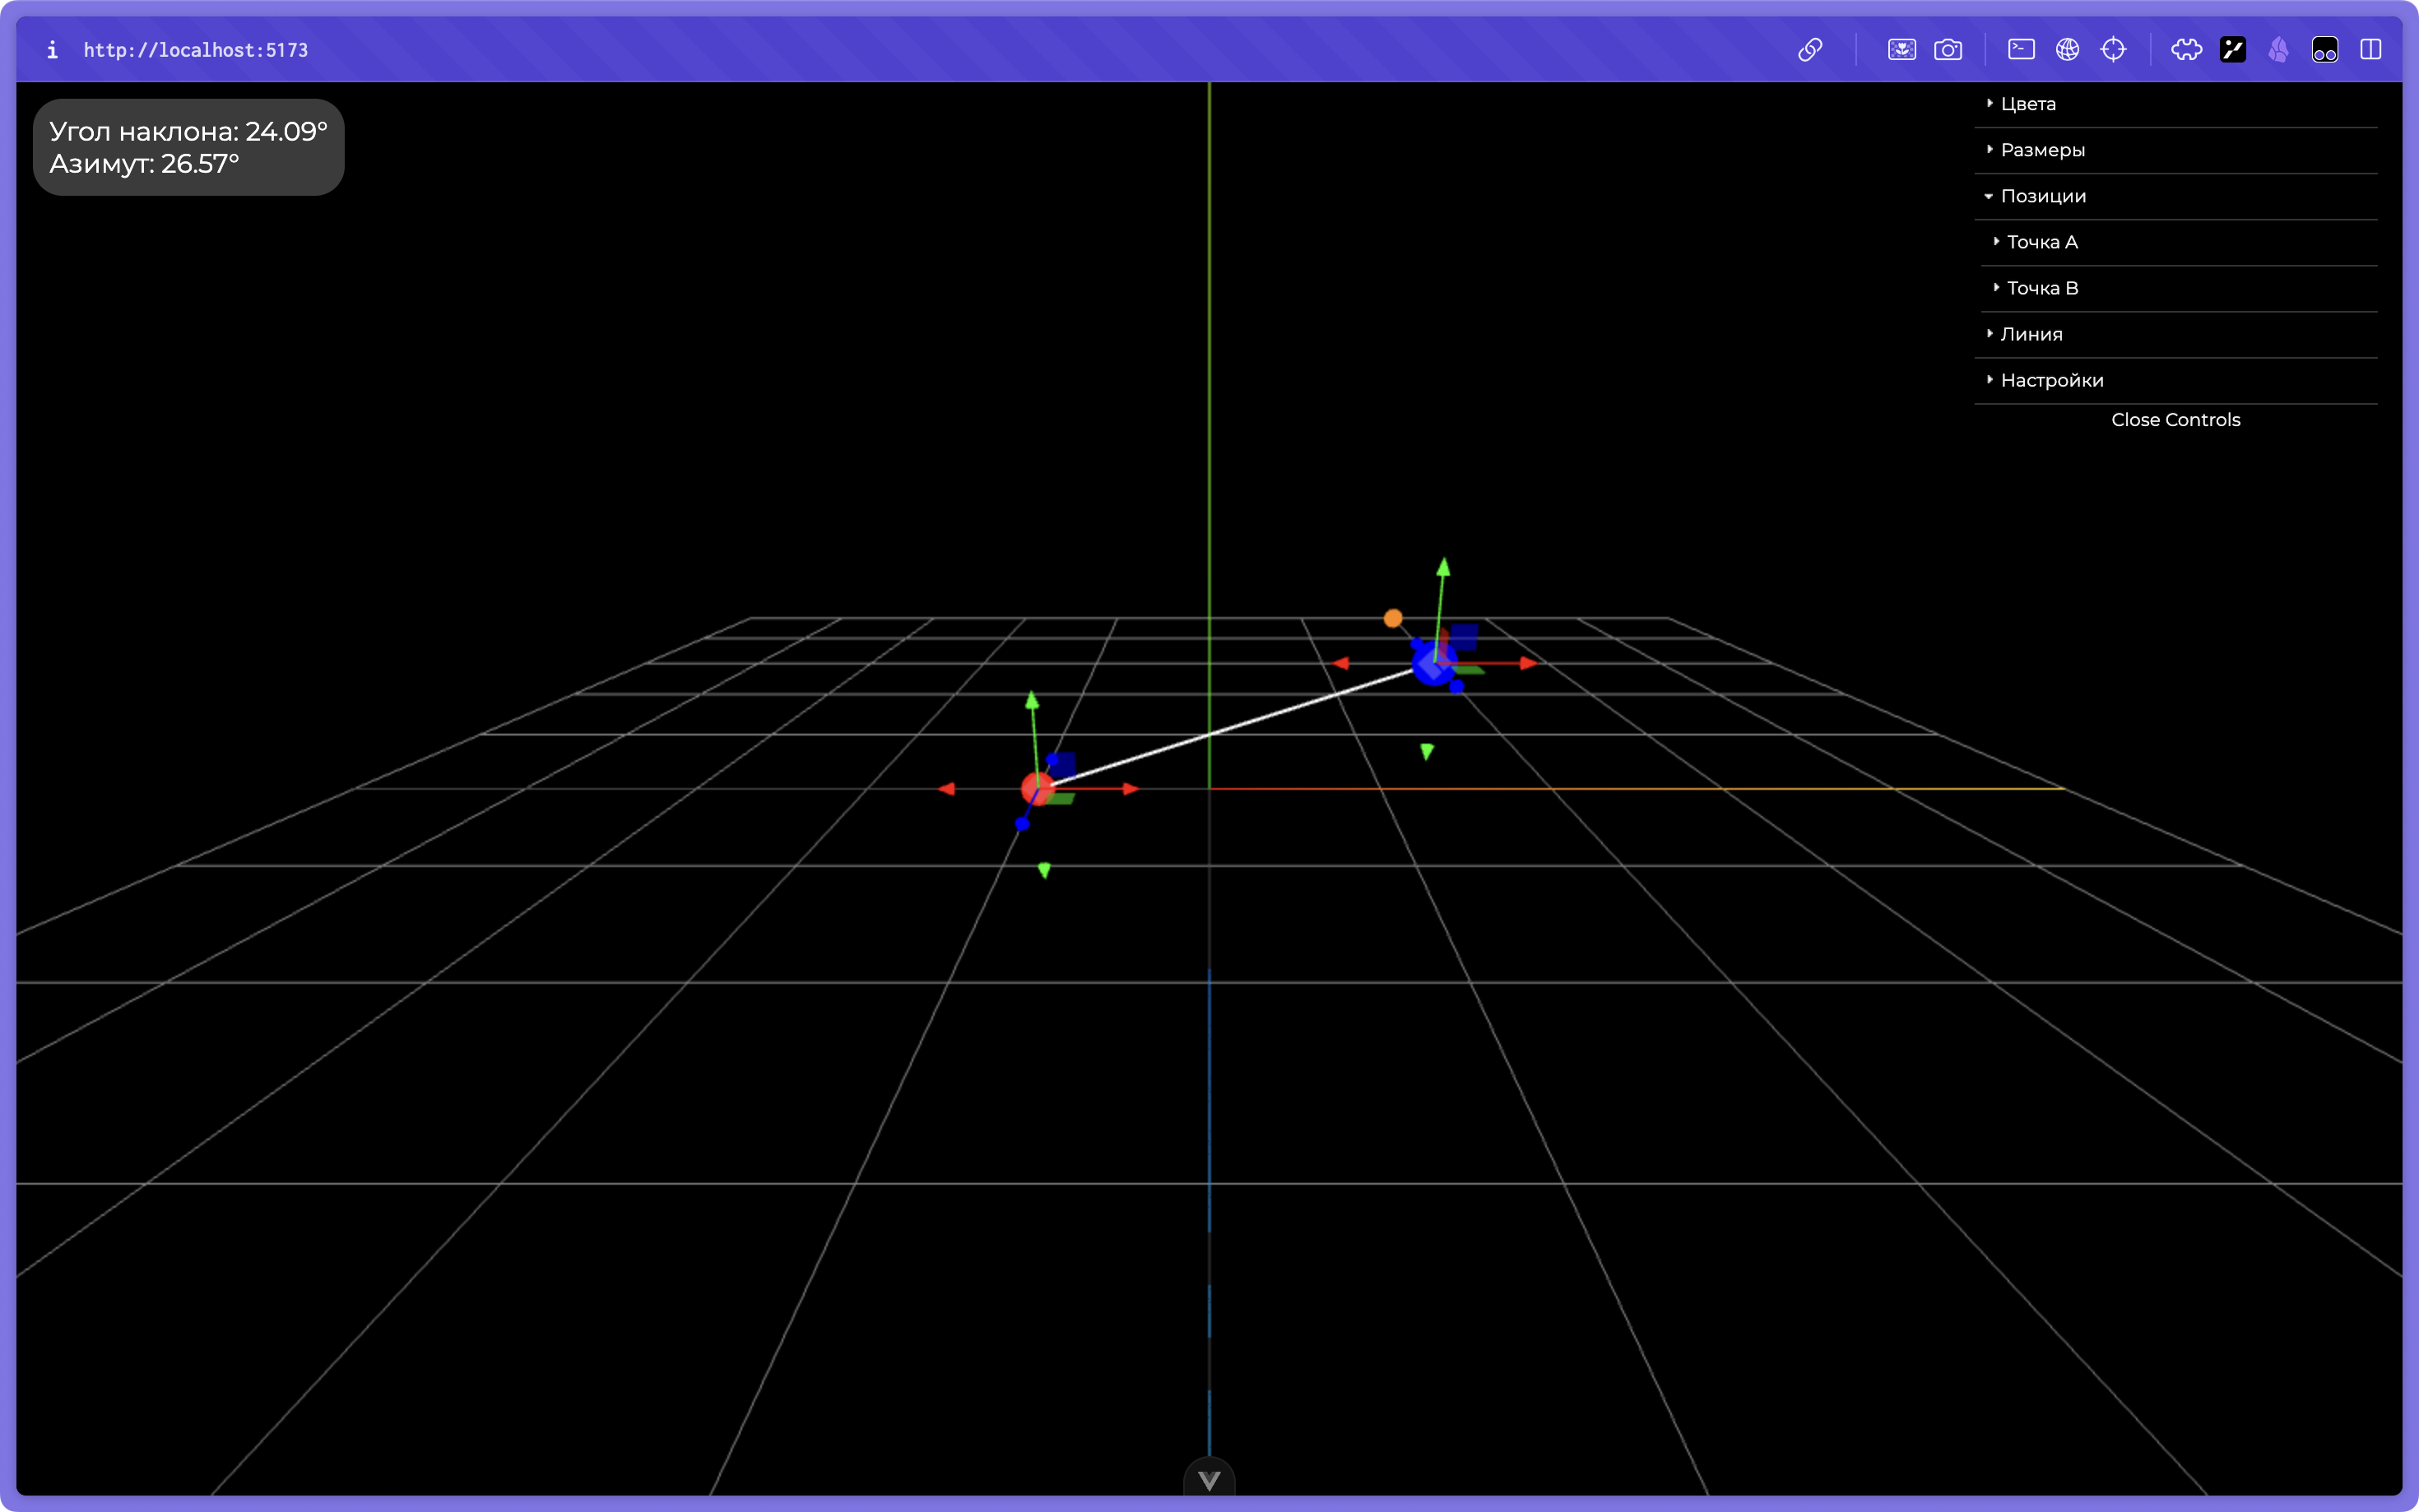 http://localhost:5173
Угол наклона: 24.09°
Азимут: 26.57°
Цвета
Размеры
Позиции
Точка A
Точка B
Линия
Настройки
Close Controls